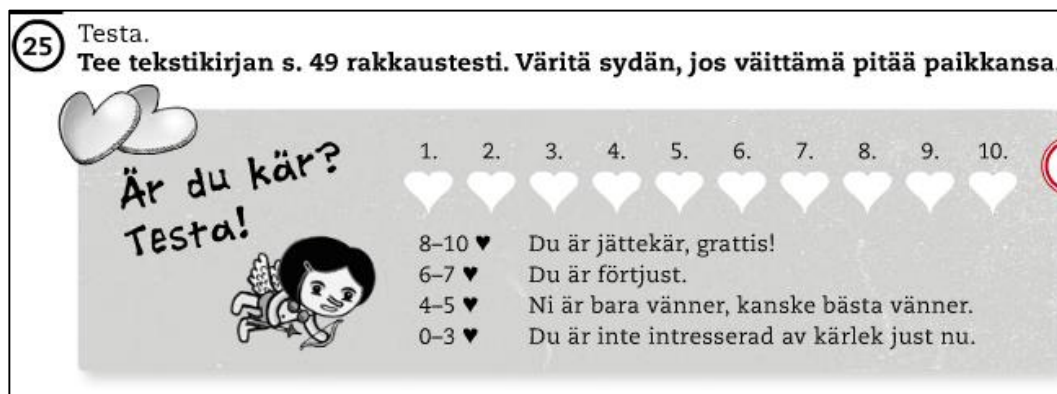 25
Testa.
Tee tekstikirjan s. 49 rakkaustesti. Väritä sydän, jos väittämä pitää paikkansa.
Är du kär?
Testa!
1. 2. 3. 4. 5. 6. 7. 8. 9. 10.
8–10 ♥ Du är jättekär, grattis!
6–7 ♥ Du är förtjust.
4–5 ♥ Ni är bara vänner, kanske bästa vänner.
0–3 ♥ Du är inte intresserad av kärlek just nu.